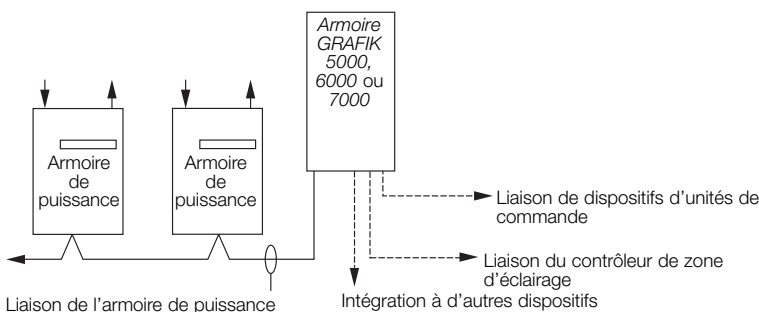 Armoire
GRAFIK
5000,
6000 ou
7000
Armoire
de
puissance
Armoire
de
puissance
Liaison de dispositifs d'unités de
commande
Liaison du contrôleur de zone
d'éclairage
Intégration à d'autres dispositifs
Liaison de l'armoire de puissance